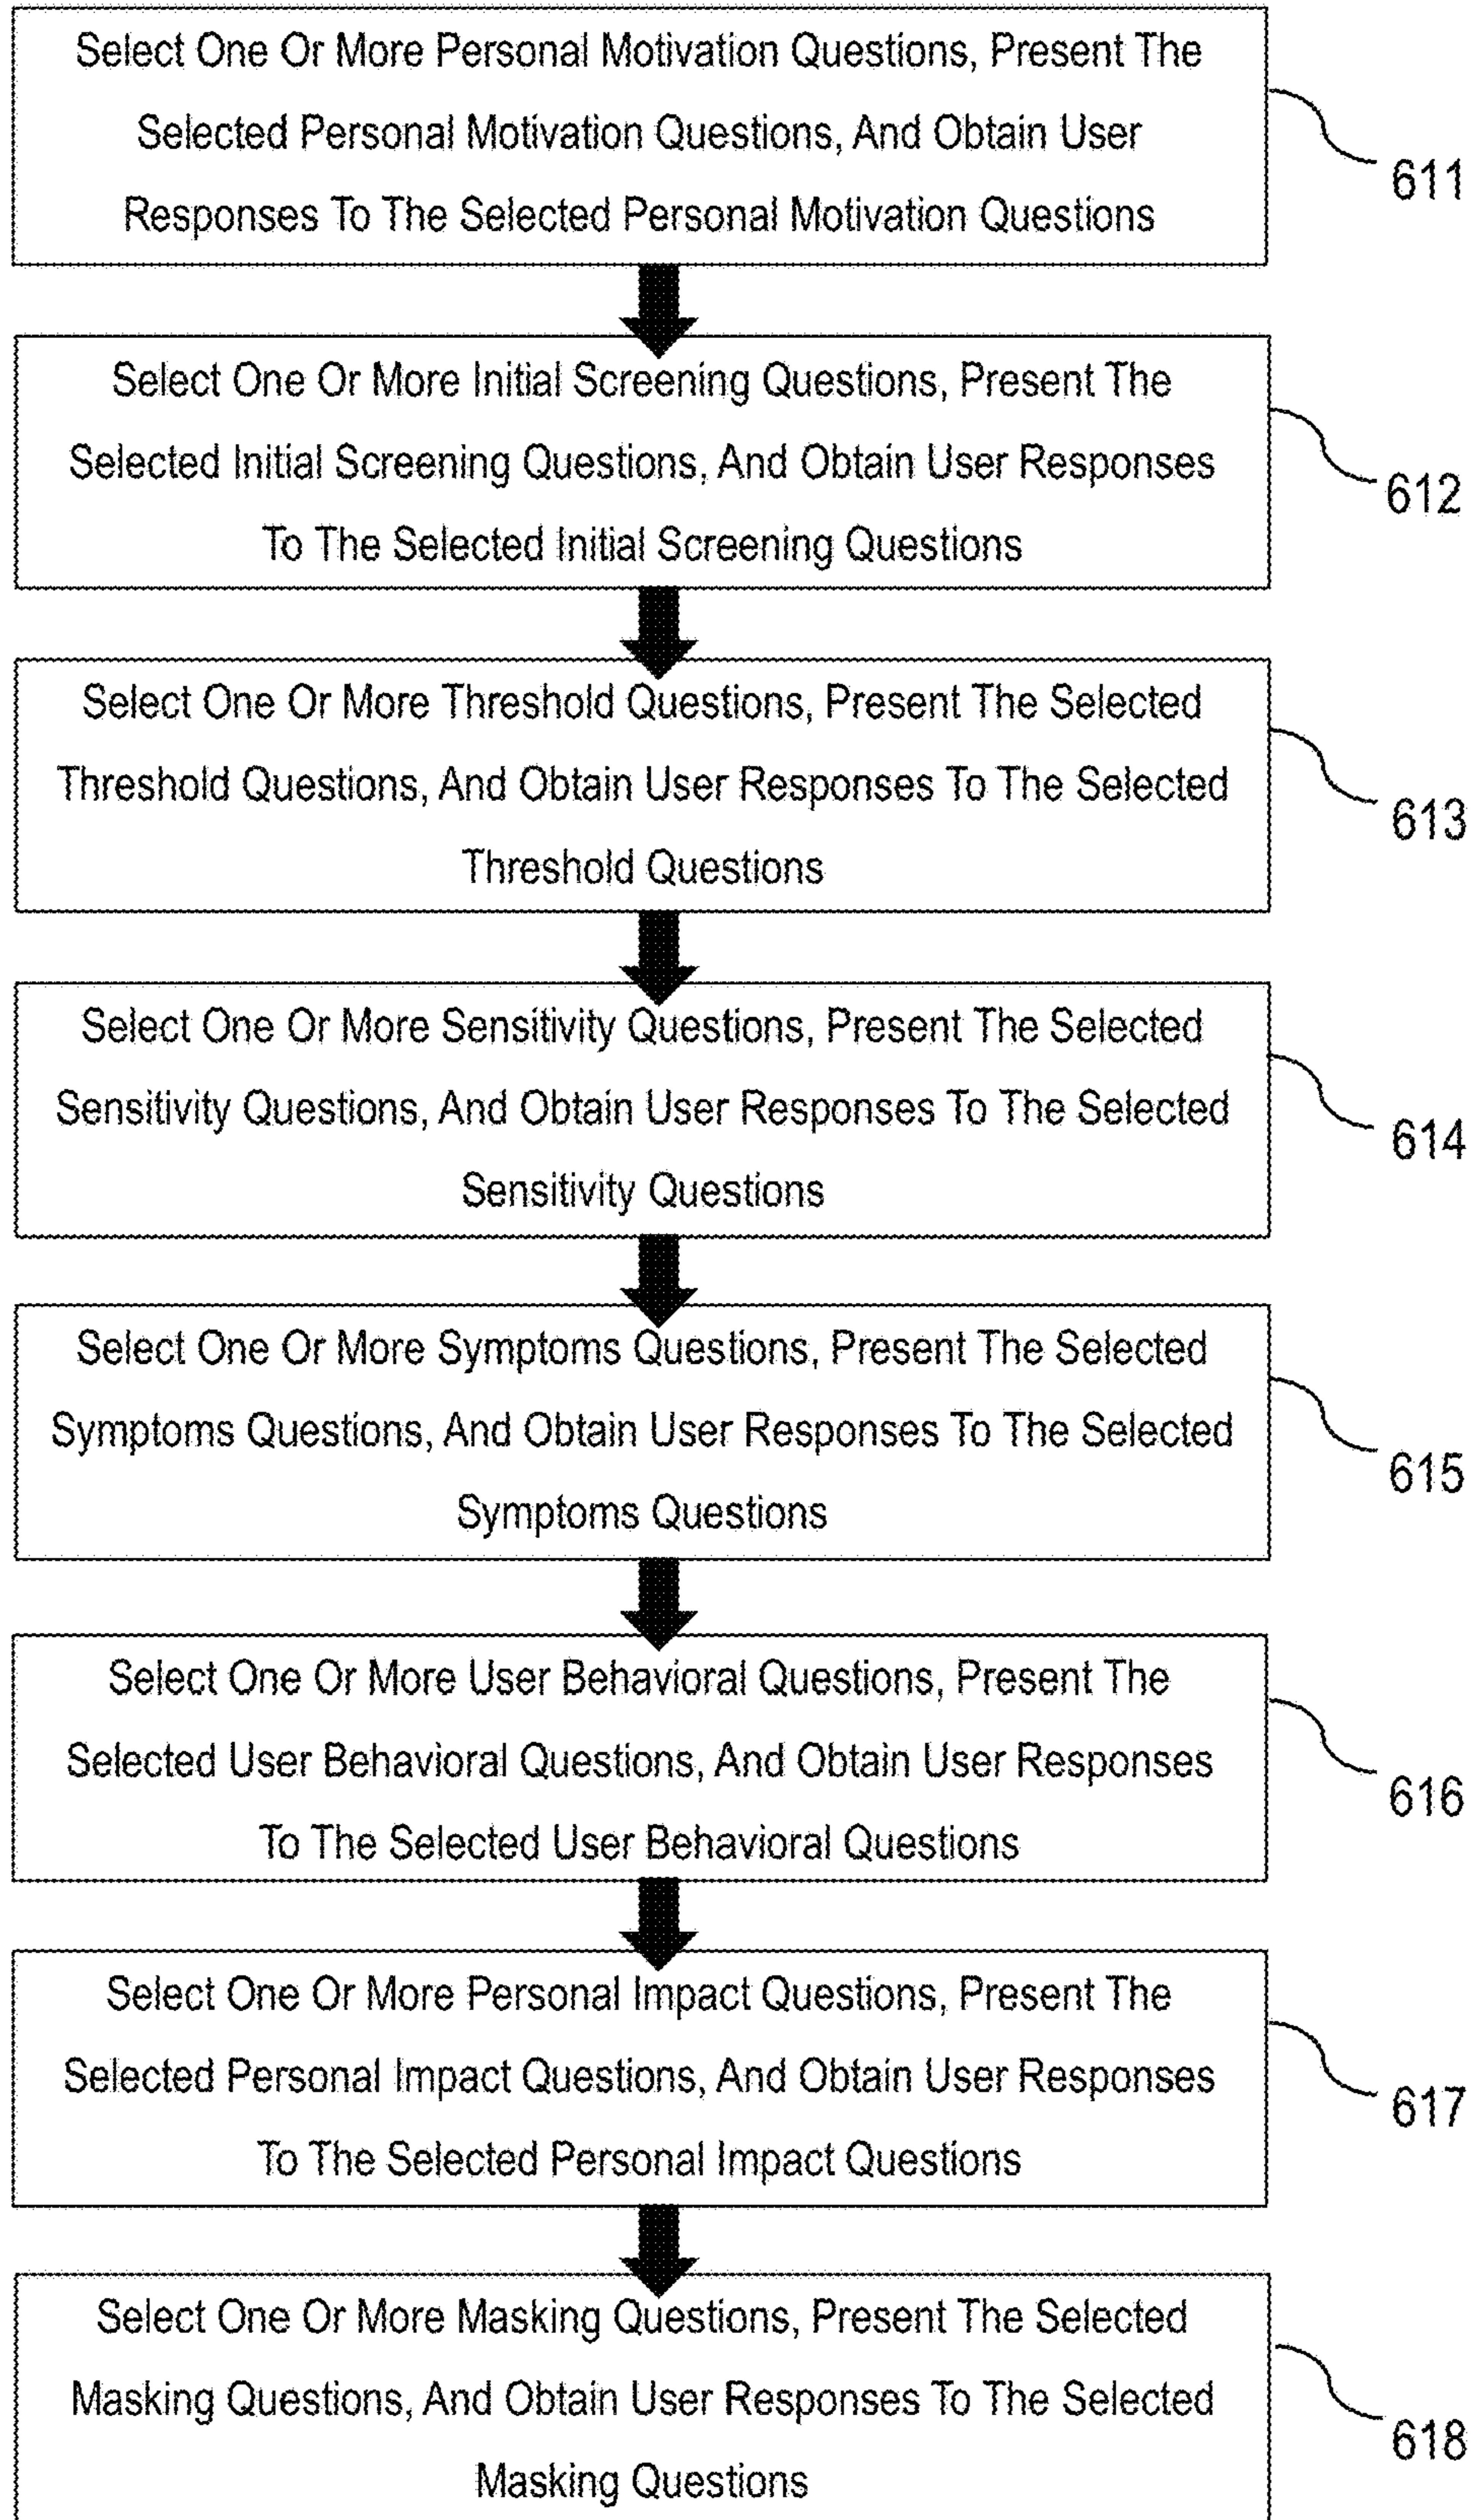 Select One Or More Personal Motivation Questions, Present The
Selected Personal Motivation Questions, And Obtain User
Responses To The Selected Personal Motivation Questions
611
Select One Or More Initial Screening Questions, Present The
Selected Initial Screening Questions, And Obtain User Responses
To The Selected Initial Screening Questions
612
Select One Or More Threshold Questions, Present The Selected
Threshold Questions, And Obtain User Responses To The Selected
Threshold Questions
613
Select One Or More Sensitivity Questions, Present The Selected
Sensitivity Questions, And Obtain User Responses To The Selected
Sensitivity Questions
614
Select One Or More Symptoms Questions, Present The Selected
Symptoms Questions, And Obtain User Responses To The Selected
Symptoms Questions
615
Select One Or More User Behavioral Questions, Present The
Selected User Behavioral Questions, And Obtain User Responses
To The Selected User Behavioral Questions
616
Select One Or More Personal Impact Questions, Present The
Selected Personal Impact Questions, And Obtain User Responses
To The Selected Personal Impact Questions
617
Select One Or More Masking Questions, Present The Selected
Masking Questions, And Obtain User Responses To The Selected
Masking Questions
618